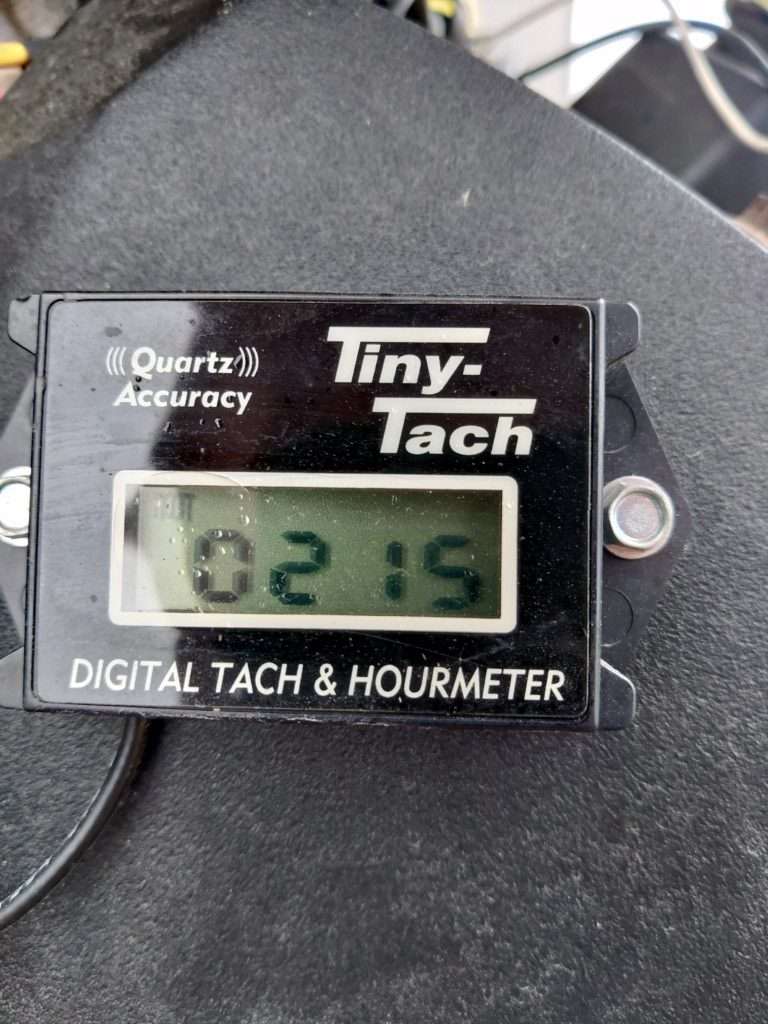 Quartz
Accuracy
Tiny-
Tach
0215
DIGITAL TACH & HOURMETER